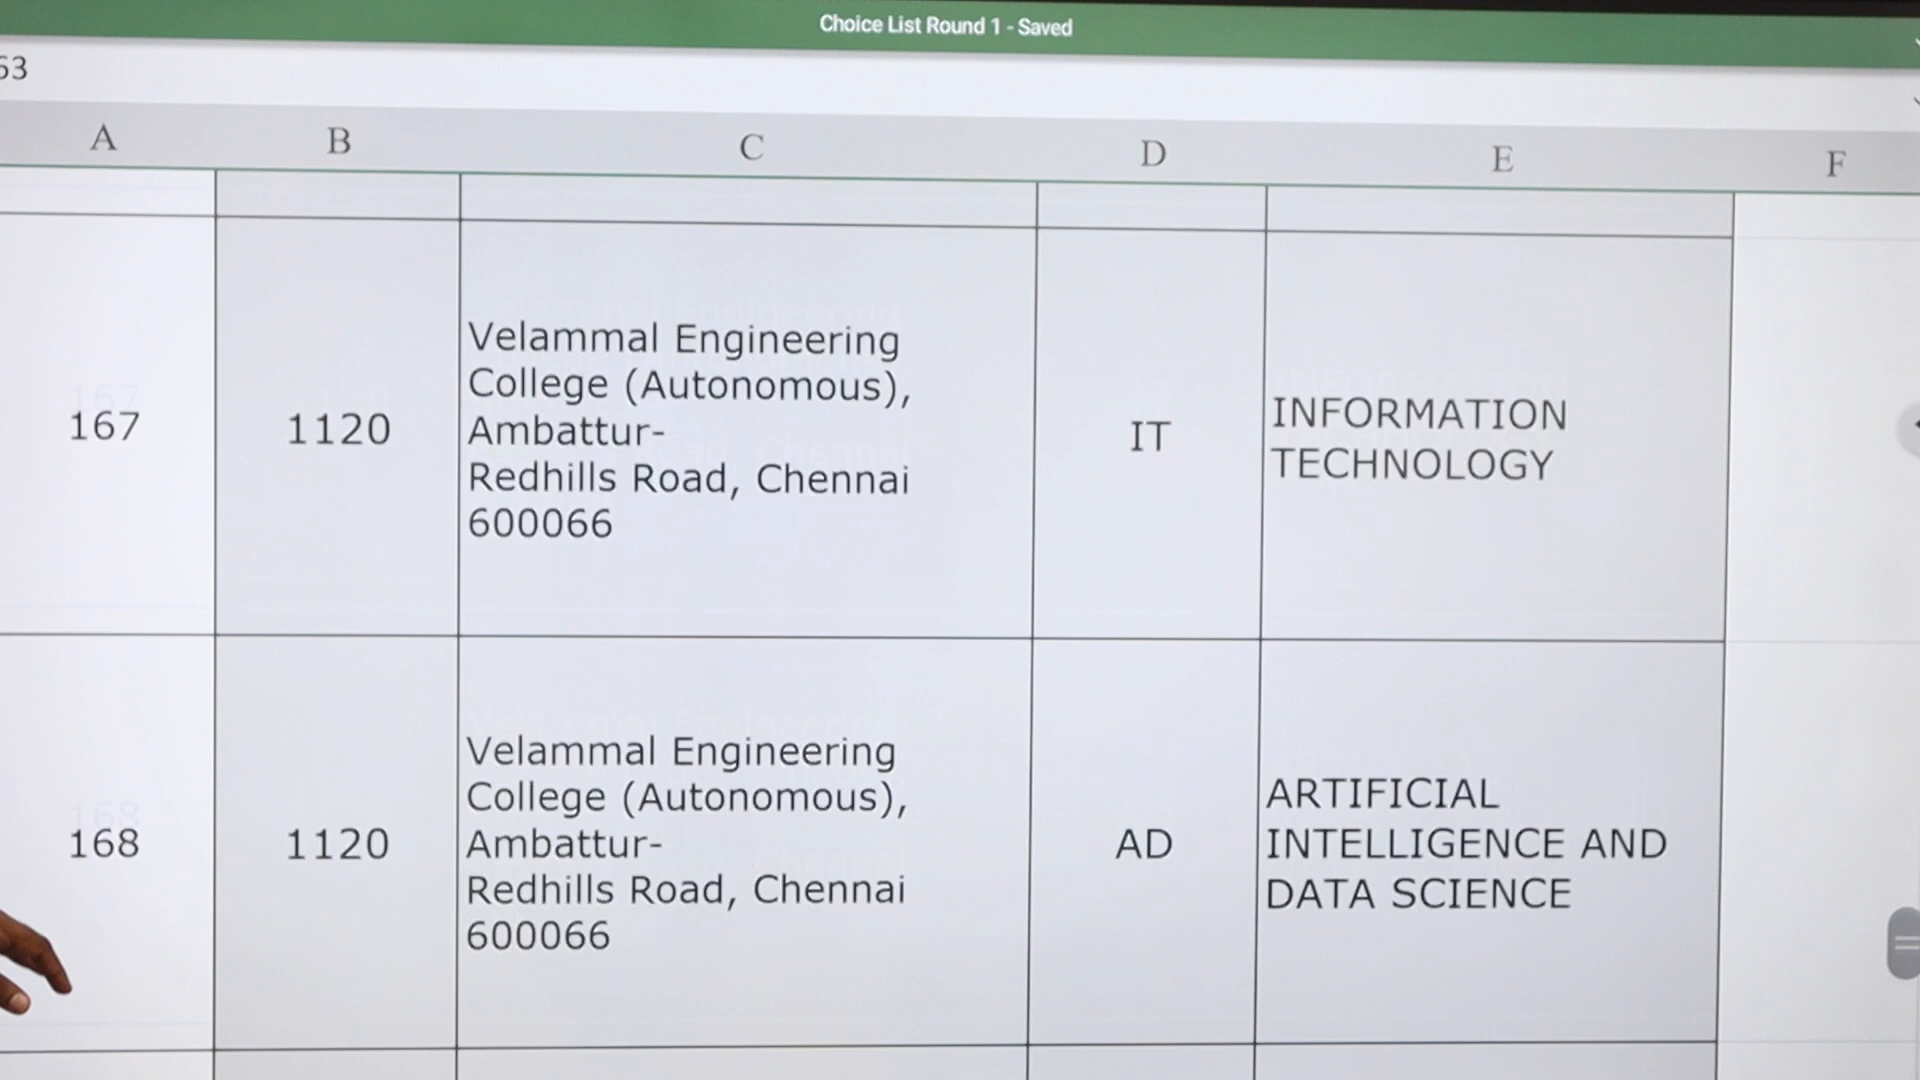 Choice List Round 1 - Saved
53
A B C D E F
167 1120 Velammal Engineering
College (Autonomous),
Ambattur-
Redhills Road, Chennai
600066
IT
INFORMATION
TECHNOLOGY
168 1120 Velammal Engineering
College (Autonomous),
Ambattur-
Redhills Road, Chennai
600066
AD
ARTIFICIAL
INTELLIGENCE AND
DATA SCIENCE